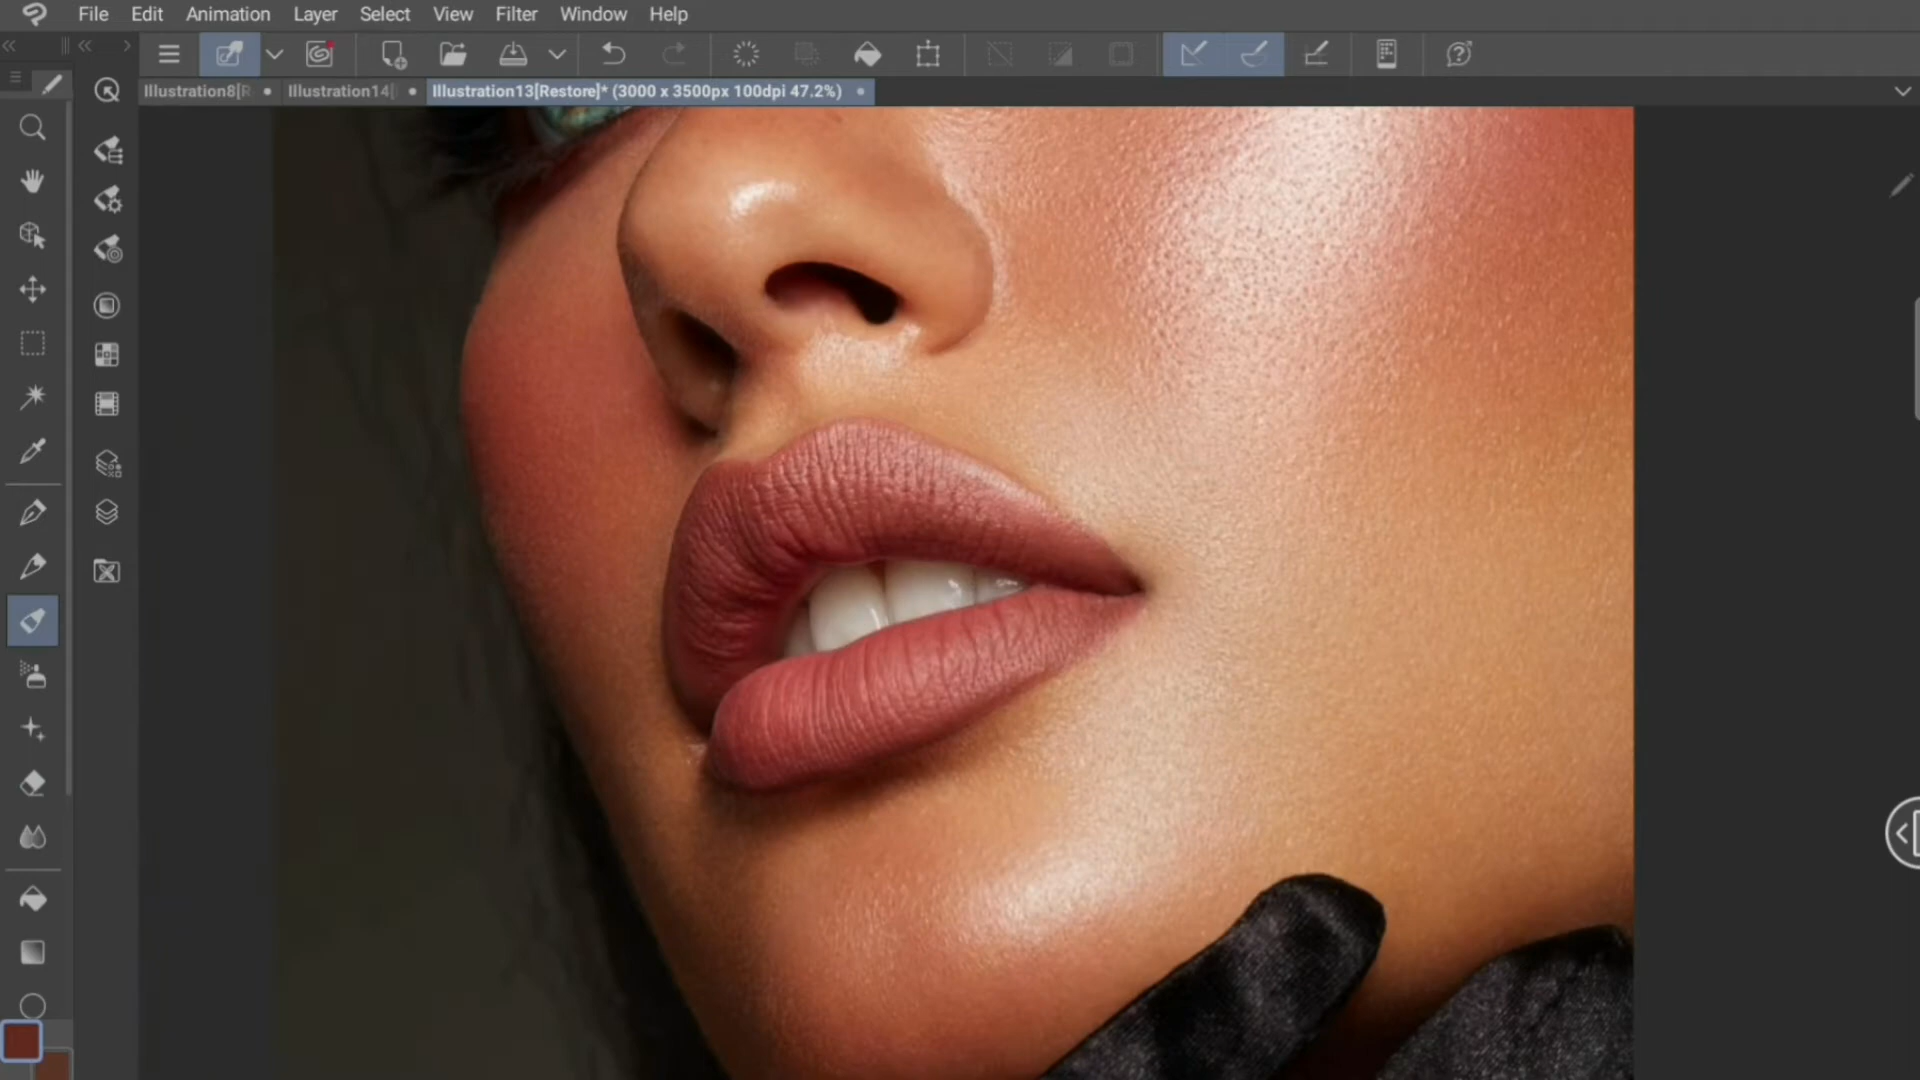 File Edit Animation Layer Select View Filter Window Help
Illustration8[R Illustration14[ Illustration13[Restore]* (3000 x 3500px 100dpi 47.2%)